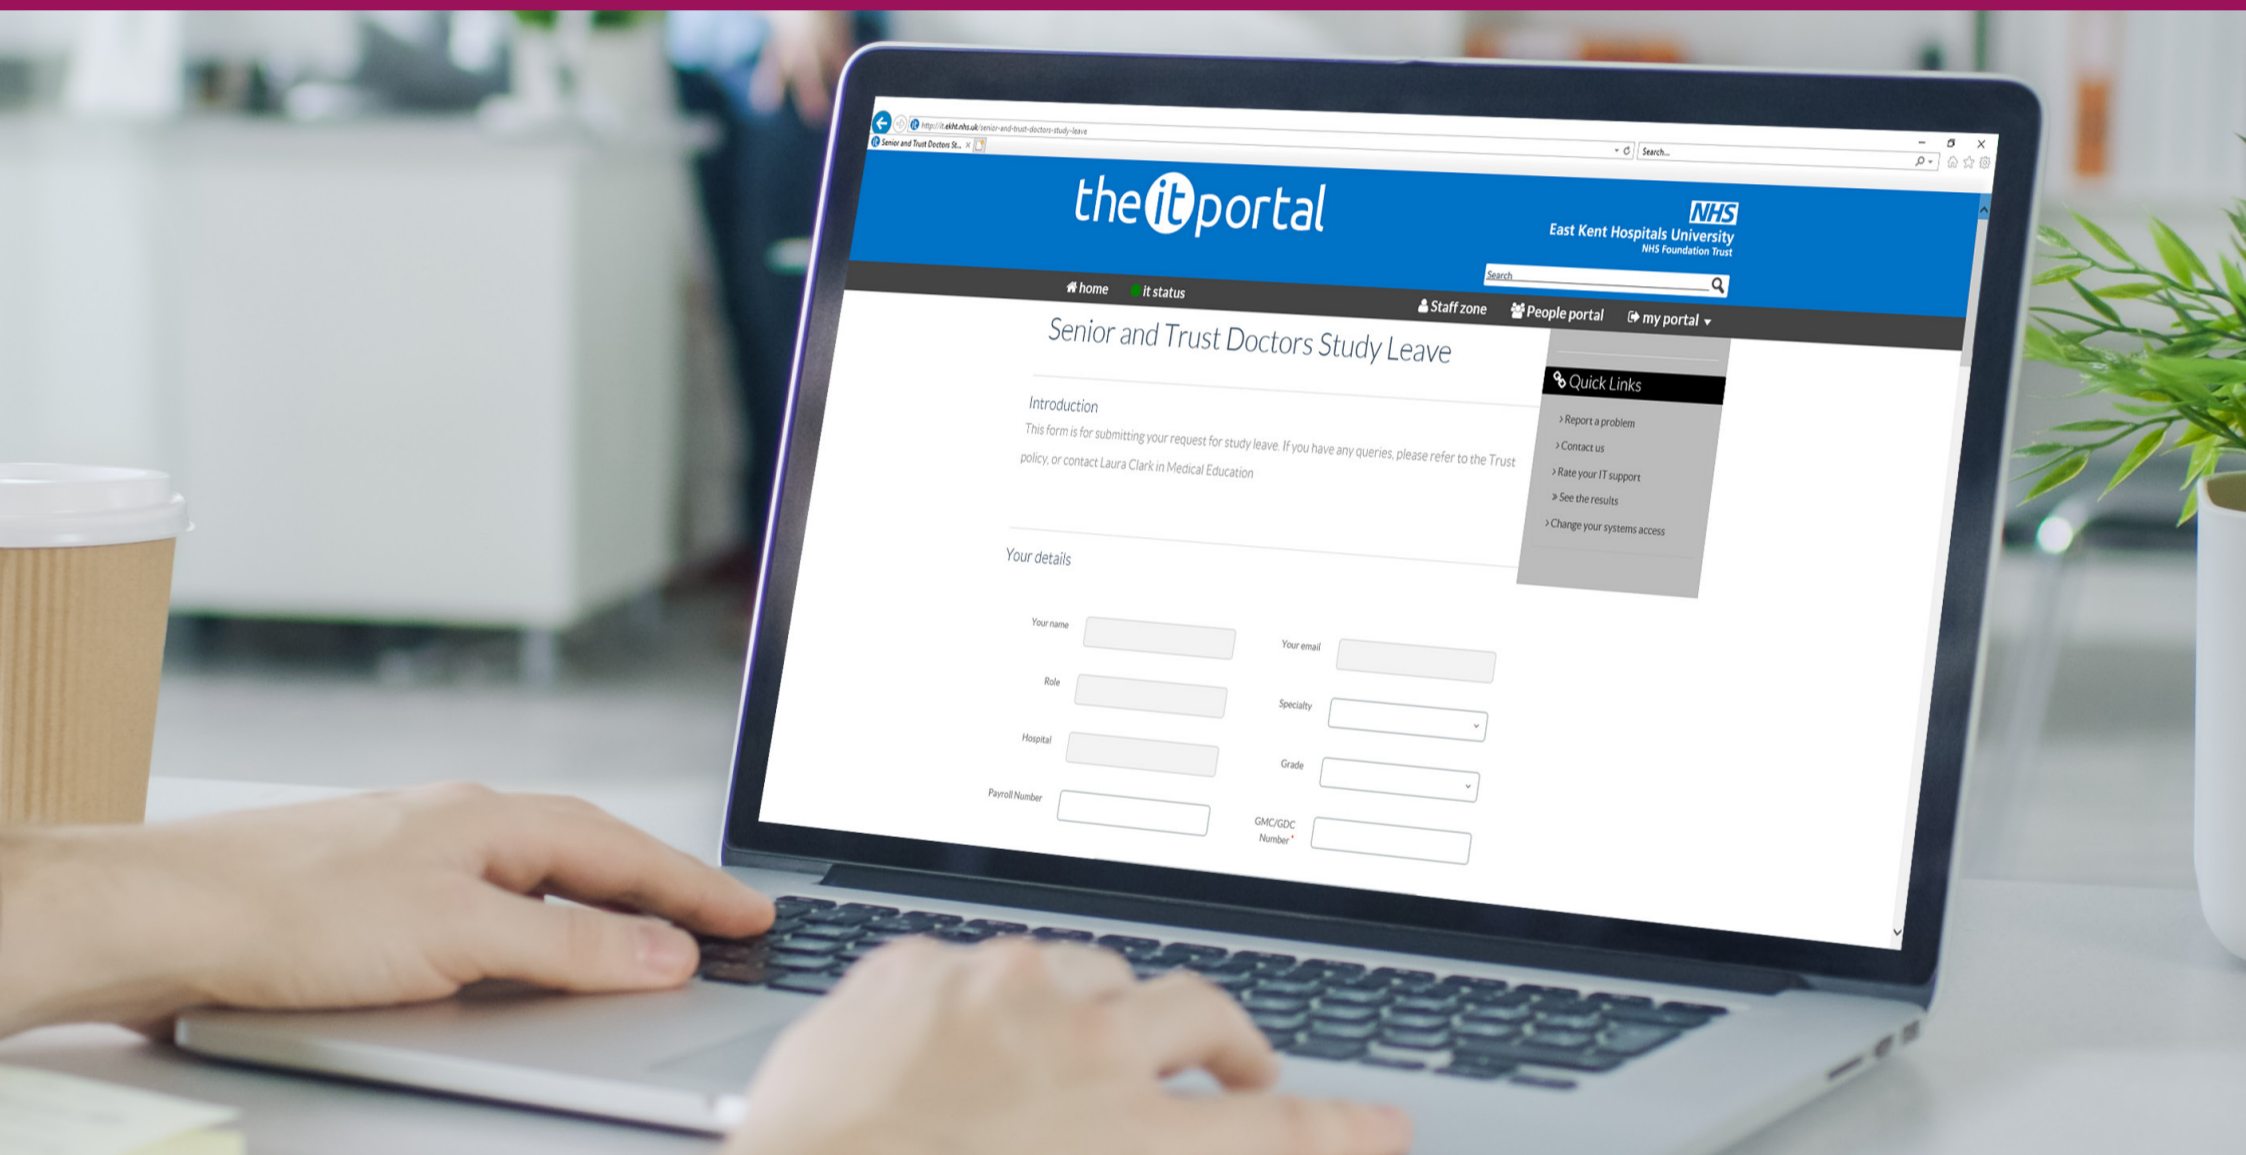 http://it.ekht.nhs.uk/senior-and-trust-doctors-study-leave
Search...
Senior and Trust Doctors St...
the it portal
NHS
East Kent Hospitals University
NHS Foundation Trust
Search
home
it status
Staff zone
People portal
my portal
Senior and Trust Doctors Study Leave
Introduction
This form is for submitting your request for study leave. If you have any queries, please refer to the Trust
policy, or contact Laura Clark in Medical Education
Quick Links
> Report a problem
> Contact us
> Rate your IT support
» See the results
> Change your systems access
Your details
Your name
Your email
Role
Specialty
Hospital
Grade
Payroll Number
GMC/GDC
Number *